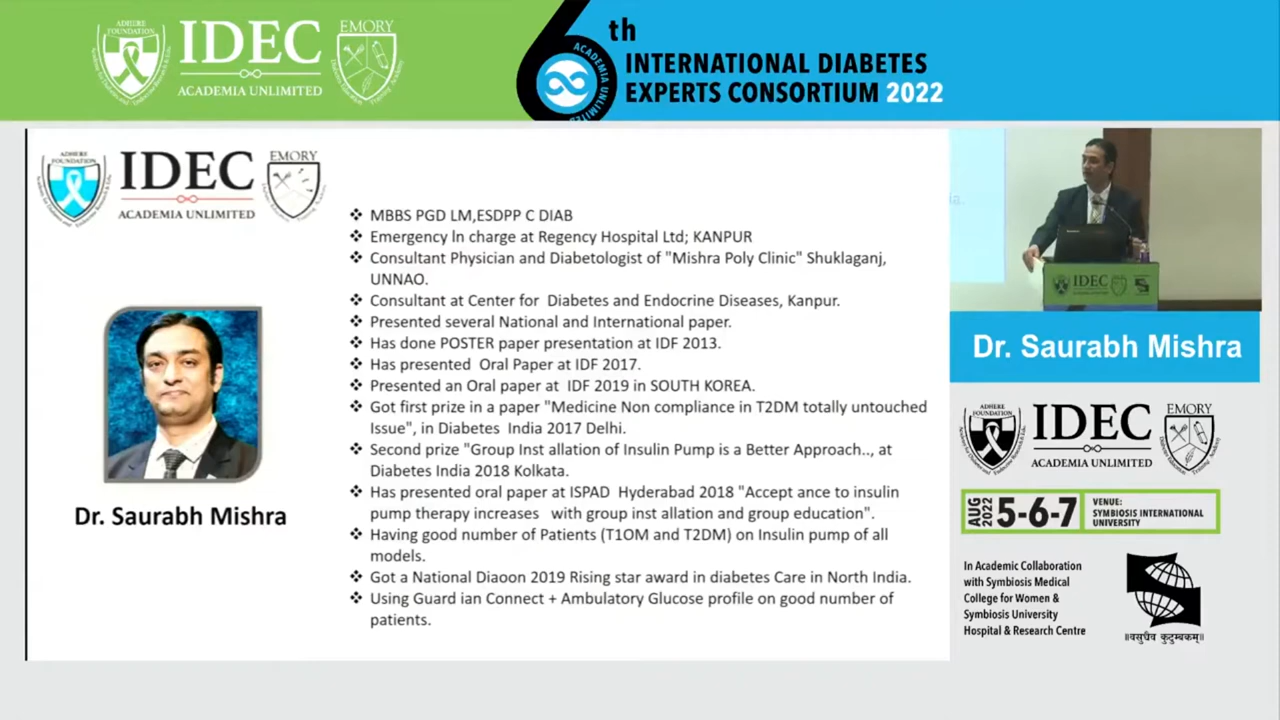 ADHERE
FOUNDATION
IDEC
ACADEMIA UNLIMITED
EMORY
6th
ACADEMIA UNLIMITED
INTERNATIONAL DIABETES
EXPERTS CONSORTIUM 2022
ADHERE
FOUNDATION
IDEC
ACADEMIA UNLIMITED
EMORY
Dr. Saurabh Mishra
❖ MBBS PGD LM,ESDPP C DIAB
❖ Emergency ln charge at Regency Hospital Ltd; KANPUR
❖ Consultant Physician and Diabetologist of "Mishra Poly Clinic" Shuklaganj,
UNNAO.
❖ Consultant at Center for Diabetes and Endocrine Diseases, Kanpur.
❖ Presented several National and International paper.
❖ Has done POSTER paper presentation at IDF 2013.
❖ Has presented Oral Paper at IDF 2017.
❖ Presented an Oral paper at IDF 2019 in SOUTH KOREA.
❖ Got first prize in a paper "Medicine Non compliance in T2DM totally untouched
Issue", in Diabetes India 2017 Delhi.
❖ Second prize "Group Inst allation of Insulin Pump is a Better Approach.., at
Diabetes India 2018 Kolkata.
❖ Has presented oral paper at ISPAD Hyderabad 2018 "Accept ance to insulin
pump therapy increases with group inst allation and group education".
❖ Having good number of Patients (T1OM and T2DM) on Insulin pump of all
models.
❖ Got a National Diaoon 2019 Rising star award in diabetes Care in North India.
❖ Using Guard ian Connect + Ambulatory Glucose profile on good number of
patients.
IDEC
Dr. Saurabh Mishra
ADHERE
FOUNDATION
IDEC
ACADEMIA UNLIMITED
EMORY
AUG
2022
5-6-7
VENUE:
SYMBIOSIS INTERNATIONAL
UNIVERSITY
In Academic Collaboration
with Symbiosis Medical
College for Women &
Symbiosis University
Hospital & Research Centre
॥वसुधैव कुटुम्बकम्॥